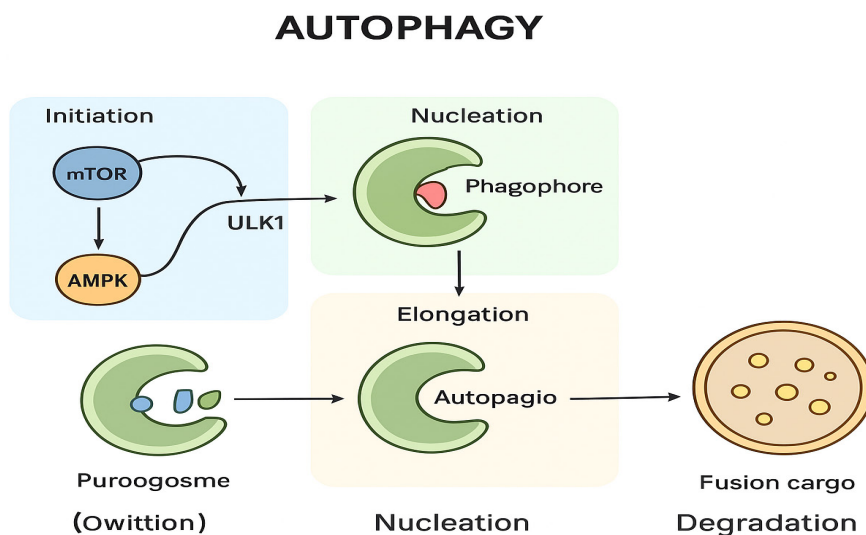 AUTOPHAGY
Initiation
mTOR
AMPK
ULK1
Nucleation
Phagophore
Elongation
Autopagio
Puroogosme
(Owittion)
Nucleation
Fusion cargo
Degradation